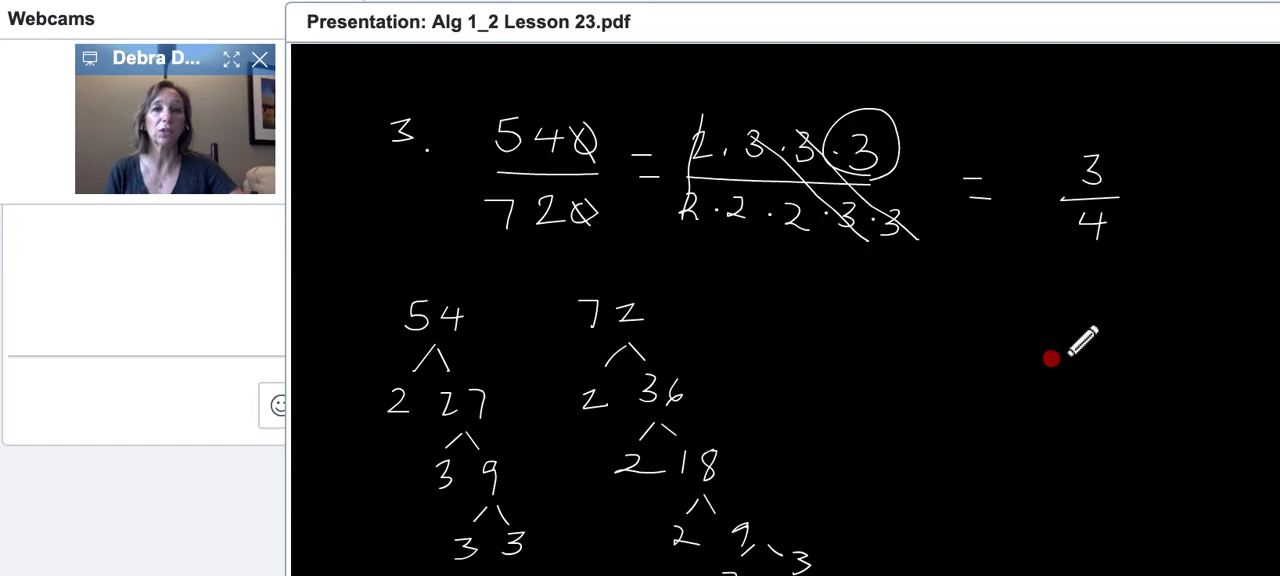 Webcams
Presentation: Alg 1_2 Lesson 23.pdf
Debra D...
3. 540 = 2 · 3 · 3 · 3 = 3
720 2 · 2 · 2 · 3 · 3 4
54 72
2 27 2 36
3 9 2 18
3 3 2 9
3